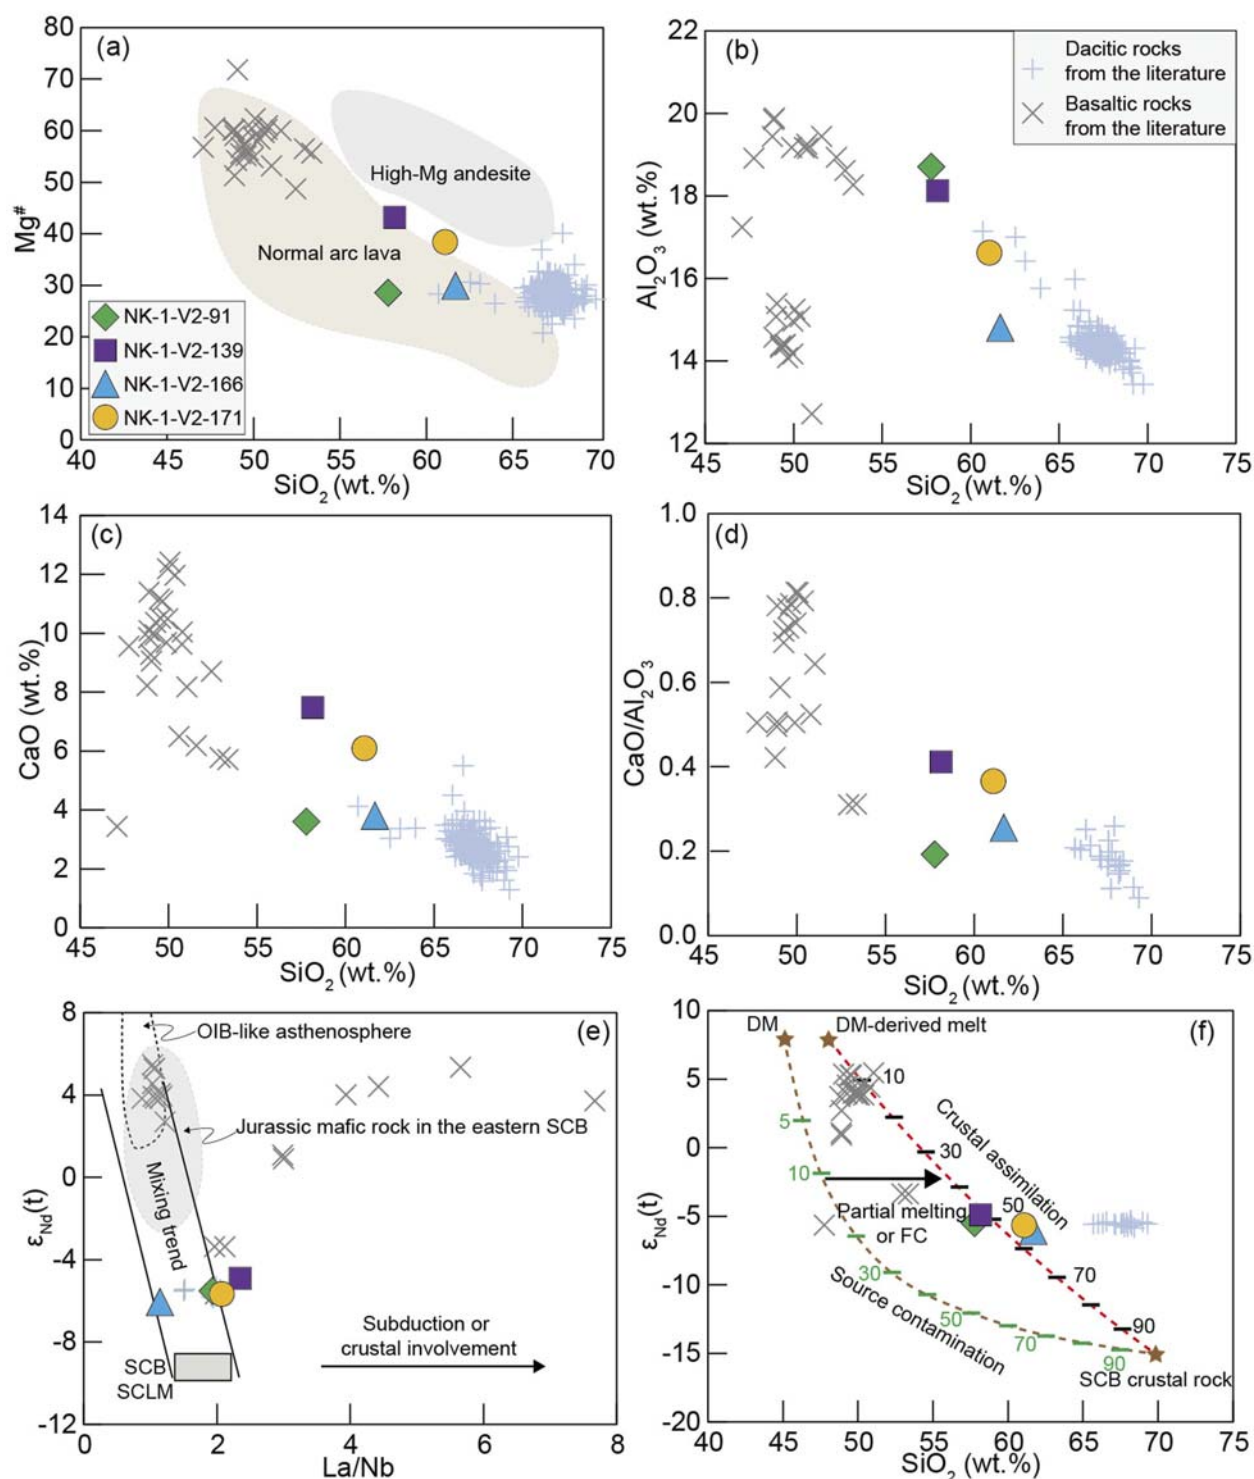 (a)
80
70
60
50
40
30
20
10
0
Mg#
High-Mg andesite
Normal arc lava
NK-1-V2-91
NK-1-V2-139
NK-1-V2-166
NK-1-V2-171
40 45 50 55 60 65 70
SiO2 (wt.%)
(b)
22
20
18
16
14
12
Al2O3 (wt.%)
Dacitic rocks
from the literature
Basaltic rocks
from the literature
45 50 55 60 65 70 75
SiO2 (wt.%)
(c)
14
12
10
8
6
4
2
0
CaO (wt.%)
45 50 55 60 65 70 75
SiO2 (wt.%)
(d)
1.0
0.8
0.6
0.4
0.2
0.0
CaO/Al2O3
45 50 55 60 65 70 75
SiO2 (wt.%)
(e)
8
4
0
-4
-8
-12
εNd(t)
OIB-like asthenosphere
Jurassic mafic rock in the eastern SCB
Mixing trend
Subduction or
crustal involvement
SCB
SCLM
0 2 4 6 8
La/Nb
(f)
10
5
0
-5
-10
-15
-20
εNd(t)
DM
DM-derived melt
10
30
50
70
90
Crustal assimilation
5
10
30
50
70
90
Partial melting
or FC
Source contamination
SCB crustal rock
40 45 50 55 60 65 70 75
SiO2 (wt.%)